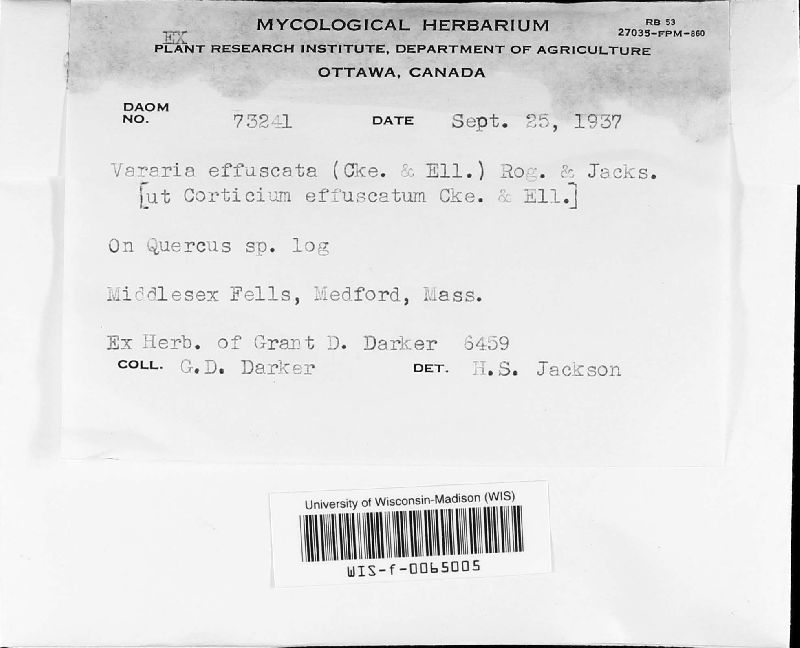 MYCOLOGICAL HERBARIUM
RB 53
27035-FPM-860
EX
PLANT RESEARCH INSTITUTE, DEPARTMENT OF AGRICULTURE
OTTAWA, CANADA
DAOM NO. 73241 DATE Sept. 25, 1937
Vararia effuscata (Cke. & Ell.) Rog. & Jacks.
[ut Corticium effuscatum Cke. & Ell.]
On Quercus sp. log
Middlesex Fells, Medford, Mass.
Ex Herb. of Grant D. Darker 6459
COLL. G.D. Darker DET. H.S. Jackson
University of Wisconsin-Madison (WIS)
WIS-f-0065005